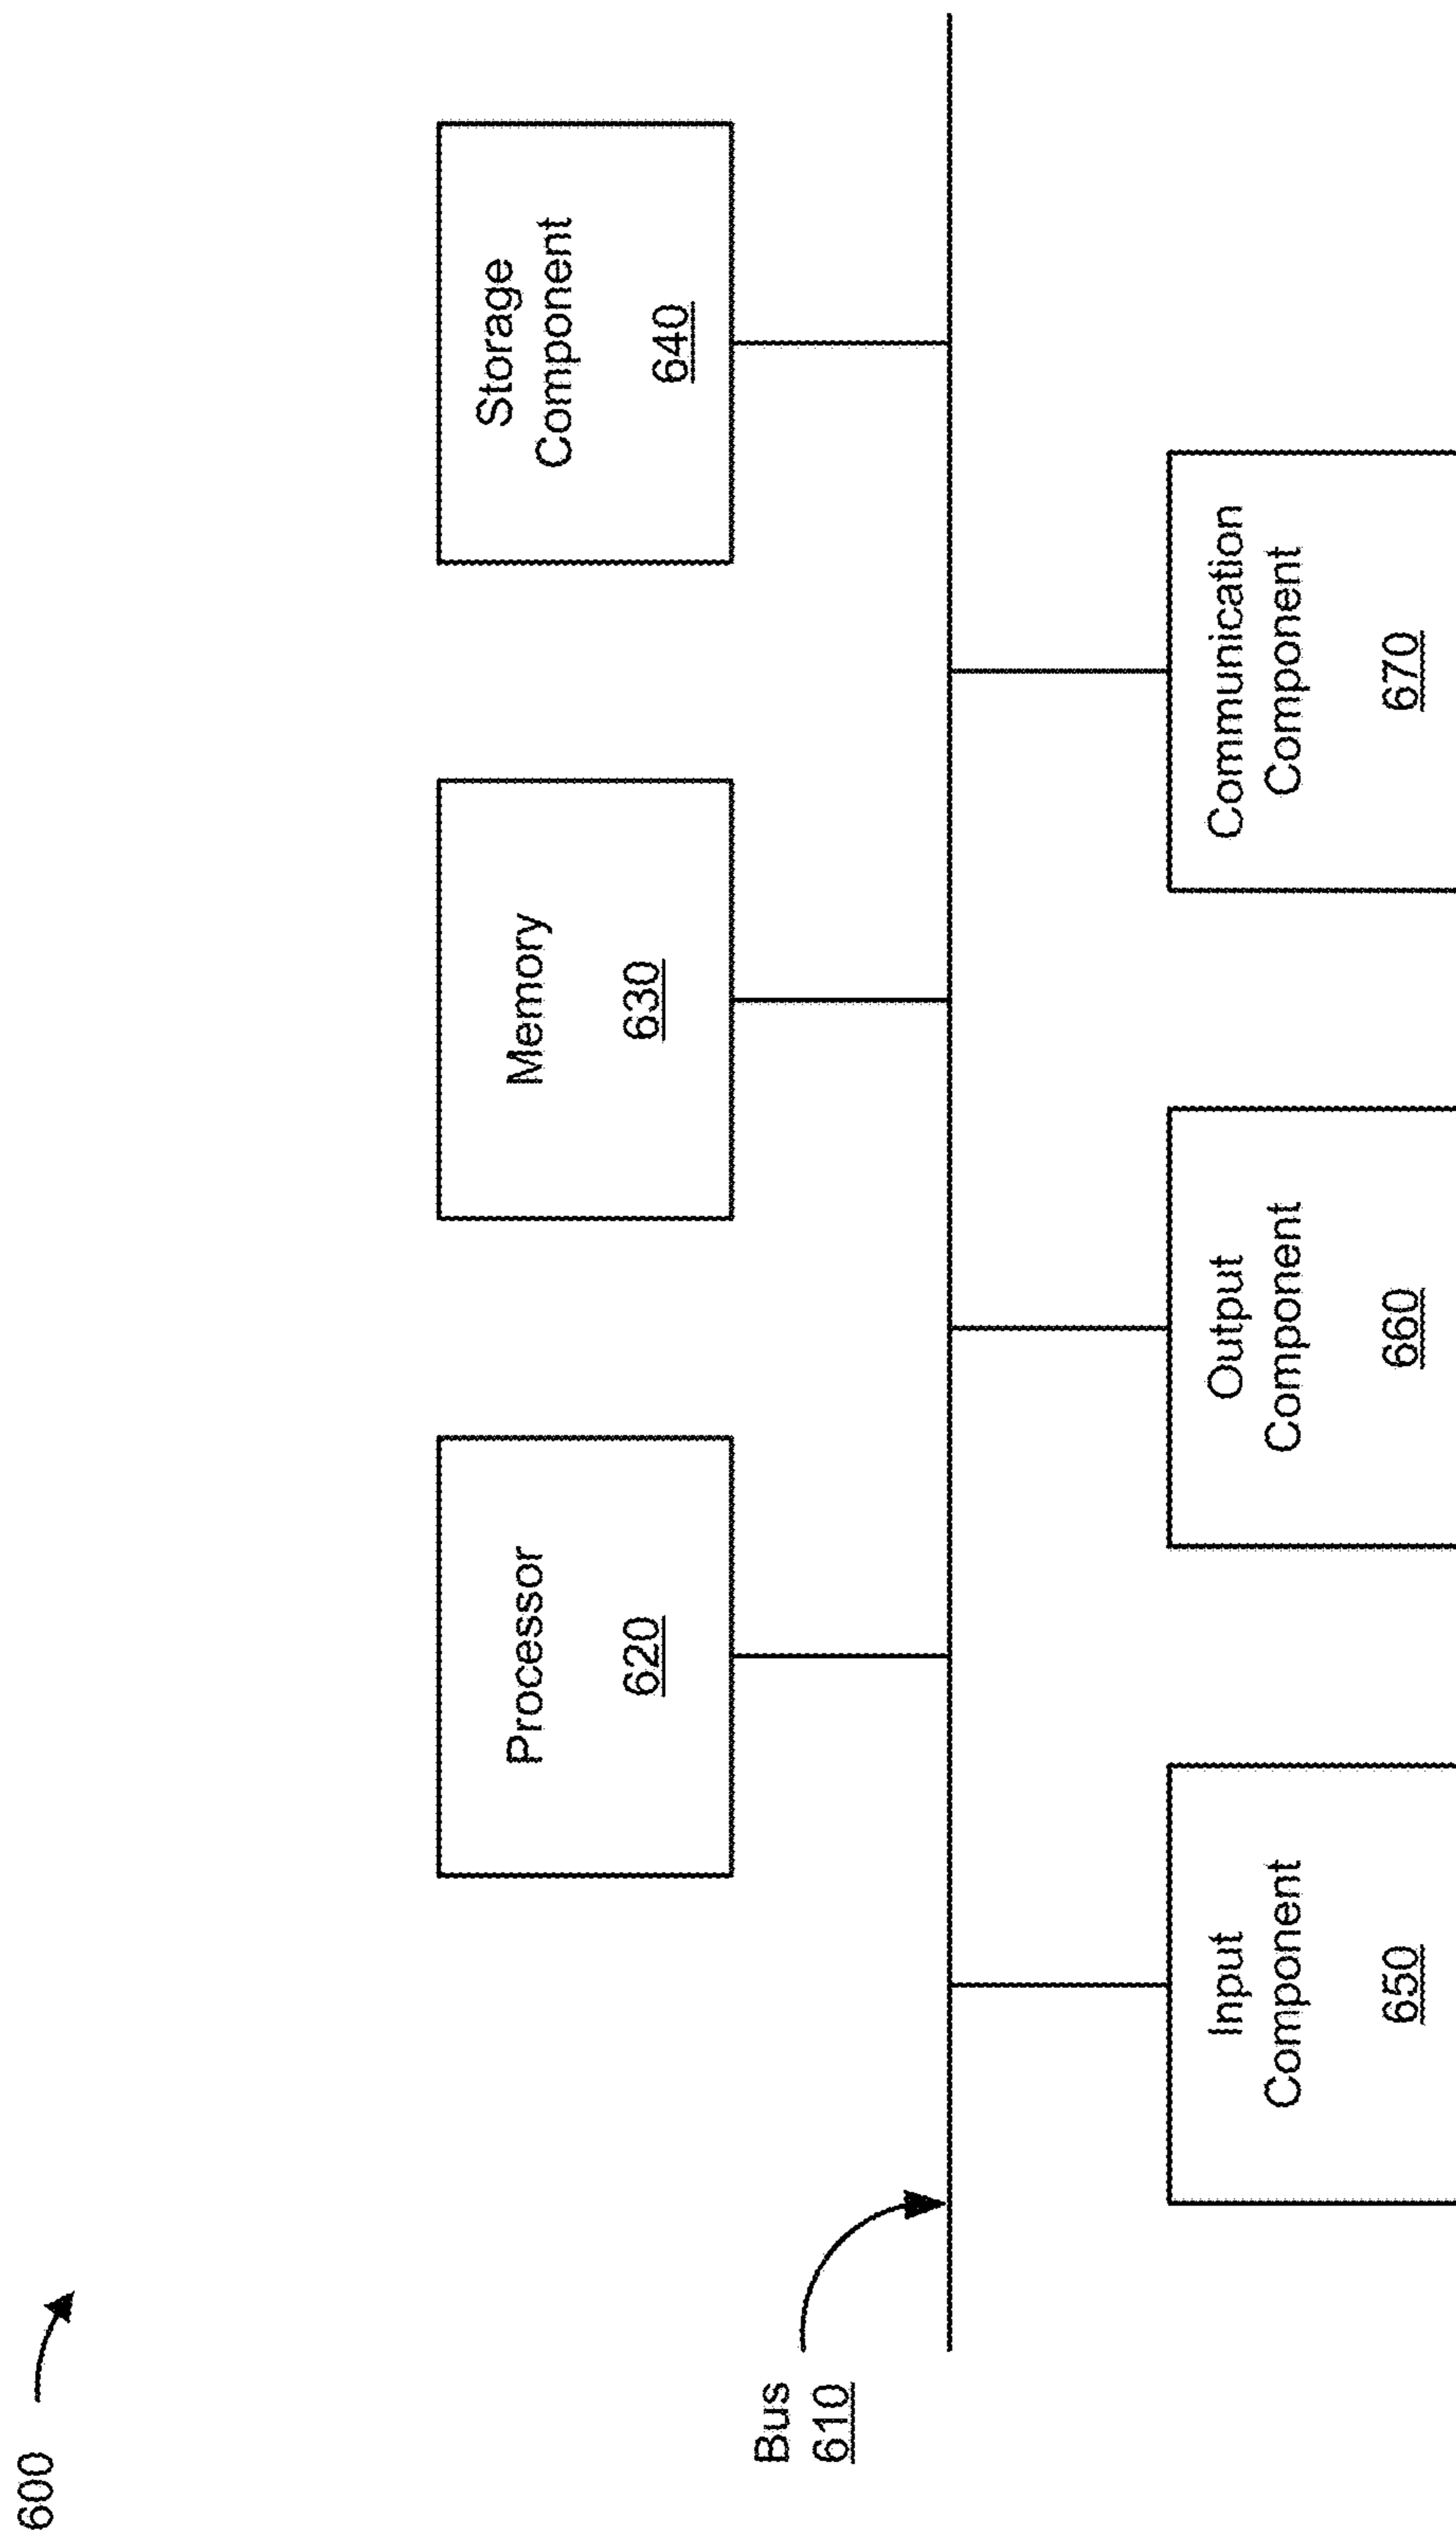 600
Processor
620
Memory
630
Storage
Component
640
Bus
610
Input
Component
650
Output
Component
660
Communication
Component
670